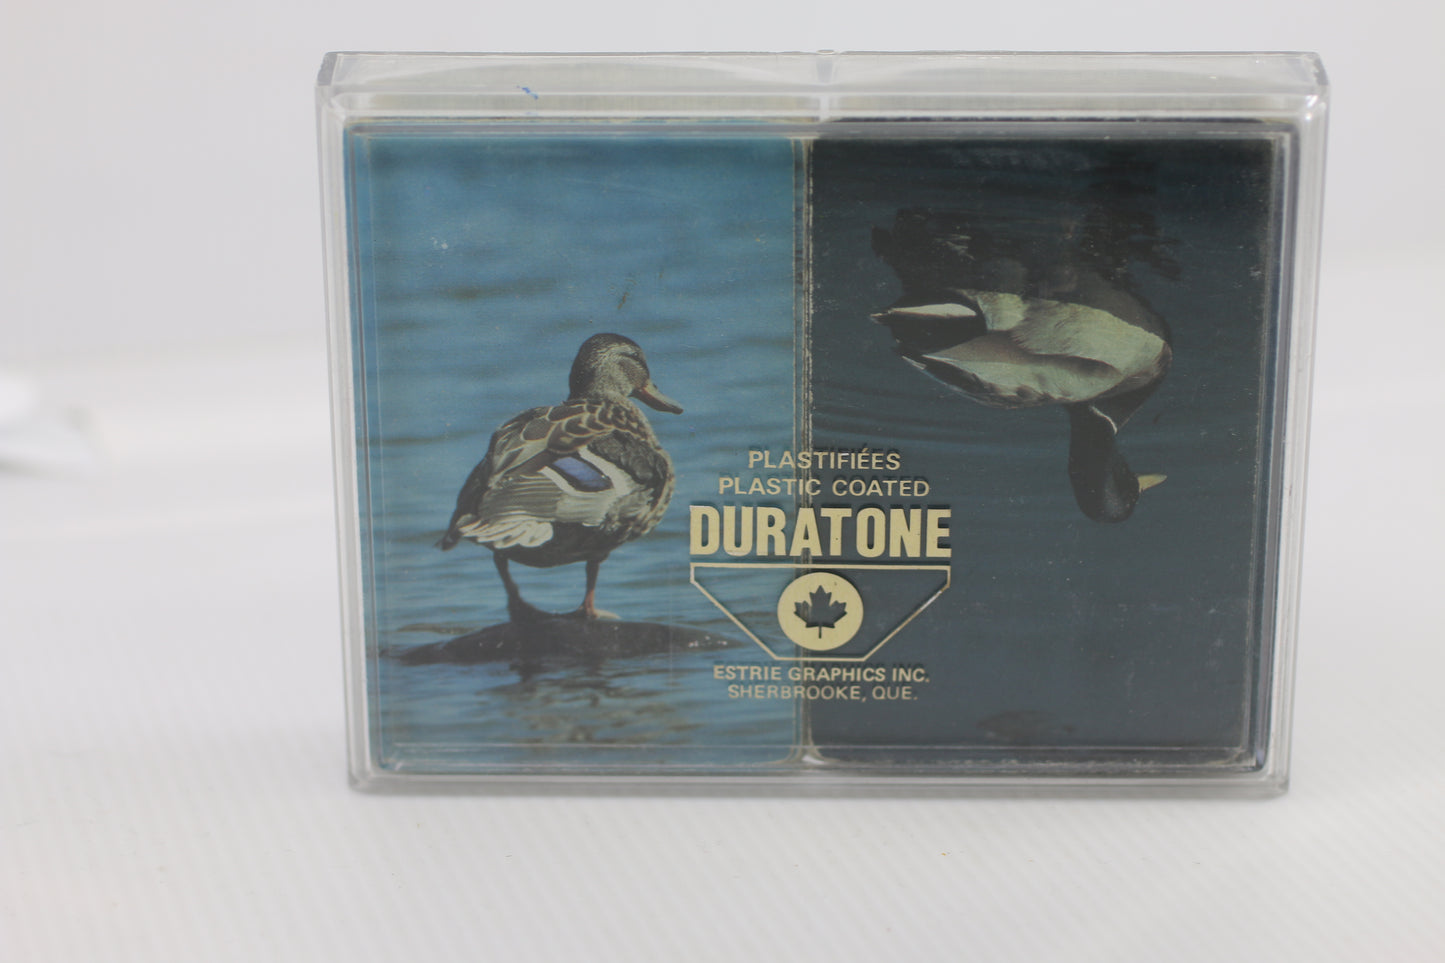 PLASTIFIÉES
PLASTIC COATED
DURATONE
ESTRIE GRAPHICS INC.
SHERBROOKE, QUE.